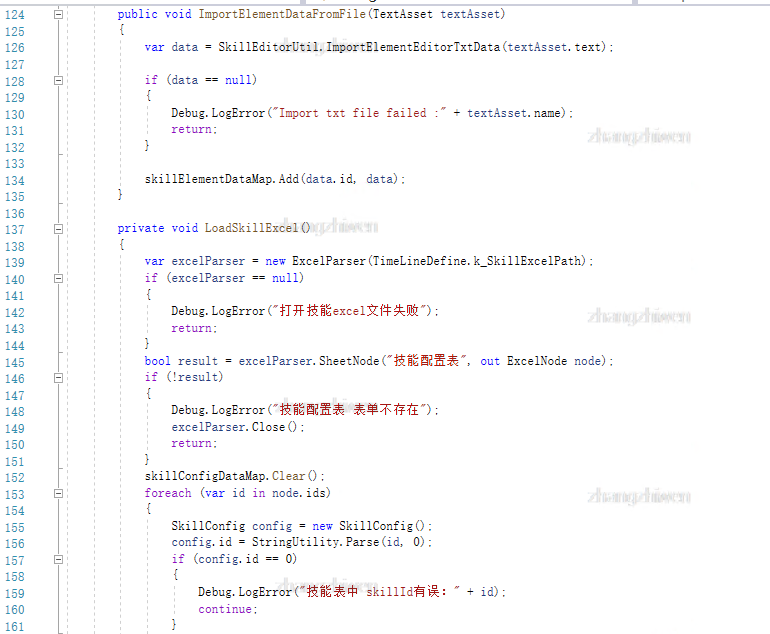 124 public void ImportElementDataFromFile(TextAsset textAsset)
125 {
126 var data = SkillEditorUtil.ImportElementEditorTxtData(textAsset.text);
127
128 if (data == null)
129 {
130 Debug.LogError("Import txt file failed :" + textAsset.name);
131 return;
132 }
133
134 skillElementDataMap.Add(data.id, data);
135 }
136
137 private void LoadSkillExcel()
138 {
139 var excelParser = new ExcelParser(TimeLineDefine.k_SkillExcelPath);
140 if (excelParser == null)
141 {
142 Debug.LogError("打开技能excel文件失败");
143 return;
144 }
145 bool result = excelParser.SheetNode("技能配置表", out ExcelNode node);
146 if (!result)
147 {
148 Debug.LogError("技能配置表 表单不存在");
149 excelParser.Close();
150 return;
151 }
152 skillConfigDataMap.Clear();
153 foreach (var id in node.ids)
154 {
155 SkillConfig config = new SkillConfig();
156 config.id = StringUtility.Parse(id, 0);
157 if (config.id == 0)
158 {
159 Debug.LogError("技能表中 skillId有误：" + id);
160 continue;
161 }
zhangzhiwen
zhangzhiwen
zhangzhiwen
zhangzhiwen